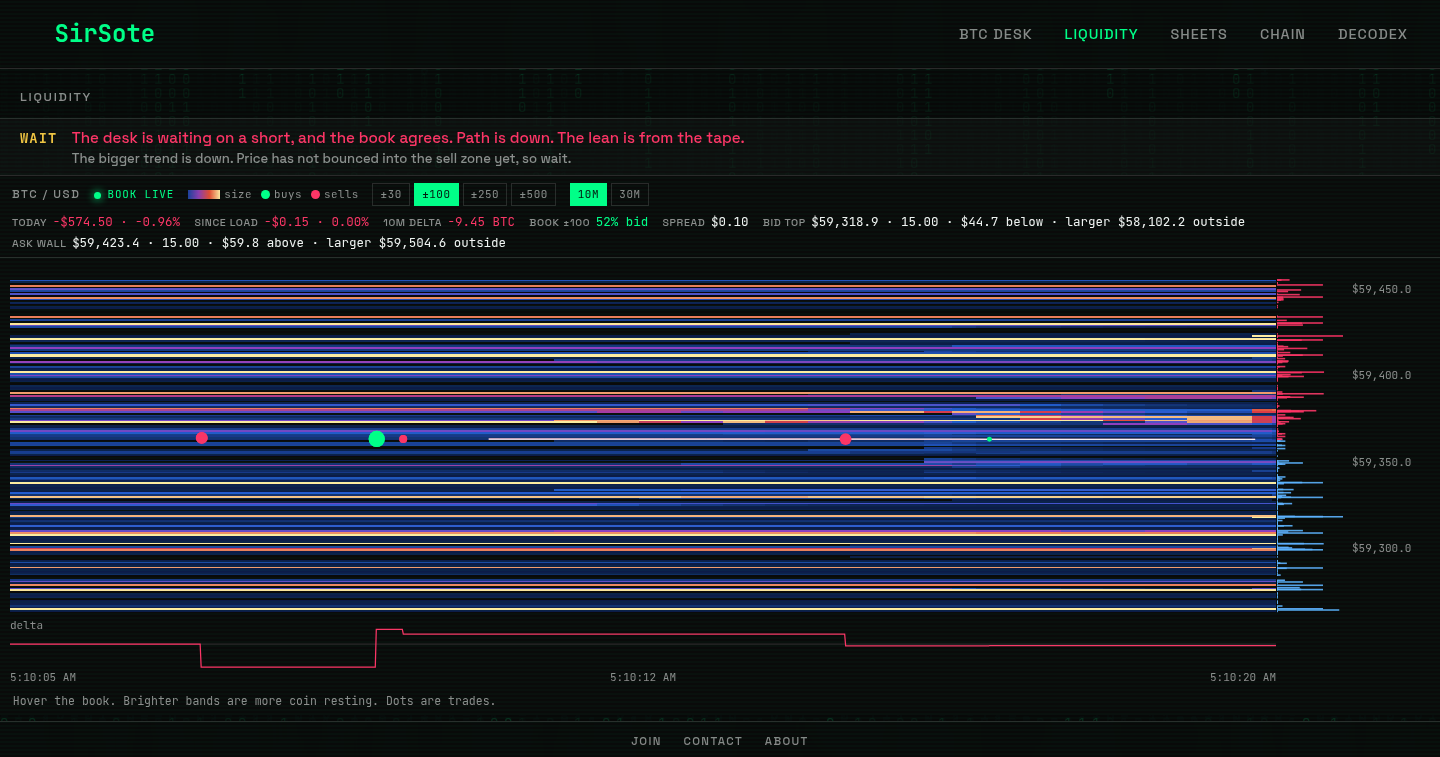 SirSote
BTC DESK LIQUIDITY SHEETS CHAIN DECODEX
LIQUIDITY
WAIT The desk is waiting on a short, and the book agrees. Path is down. The lean is from the tape.
The bigger trend is down. Price has not bounced into the sell zone yet, so wait.
BTC / USD BOOK LIVE size buys sells ±30 ±100 ±250 ±500 10M 30M
TODAY -$574.50 · -0.96% SINCE LOAD -$0.15 · 0.00% 10M DELTA -9.45 BTC BOOK ±100 52% bid SPREAD $0.10 BID TOP $59,318.9 · 15.00 · $44.7 below · larger $58,102.2 outside
ASK WALL $59,423.4 · 15.00 · $59.8 above · larger $59,504.6 outside
$59,450.0
$59,400.0
$59,350.0
$59,300.0
delta
5:10:05 AM 5:10:12 AM 5:10:20 AM
Hover the book. Brighter bands are more coin resting. Dots are trades.
JOIN CONTACT ABOUT